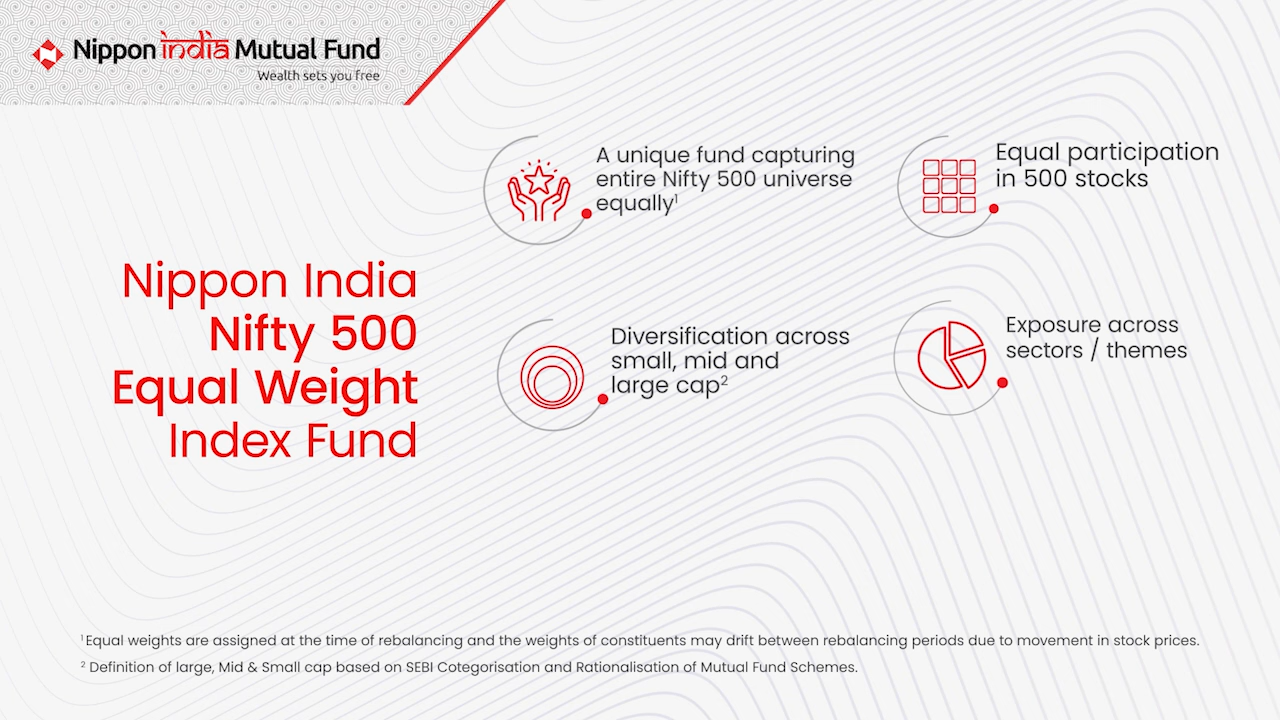 Nippon india Mutual Fund
Wealth sets you free
Nippon India
Nifty 500
Equal Weight
Index Fund
A unique fund capturing
entire Nifty 500 universe
equally¹
Equal participation
in 500 stocks
Diversification across
small, mid and
large cap²
Exposure across
sectors / themes
¹ Equal weights are assigned at the time of rebalancing and the weights of constituents may drift between rebalancing periods due to movement in stock prices.
² Definition of large, Mid & Small cap based on SEBI Cotegorisation and Rationalisation of Mutual Fund Schemes.